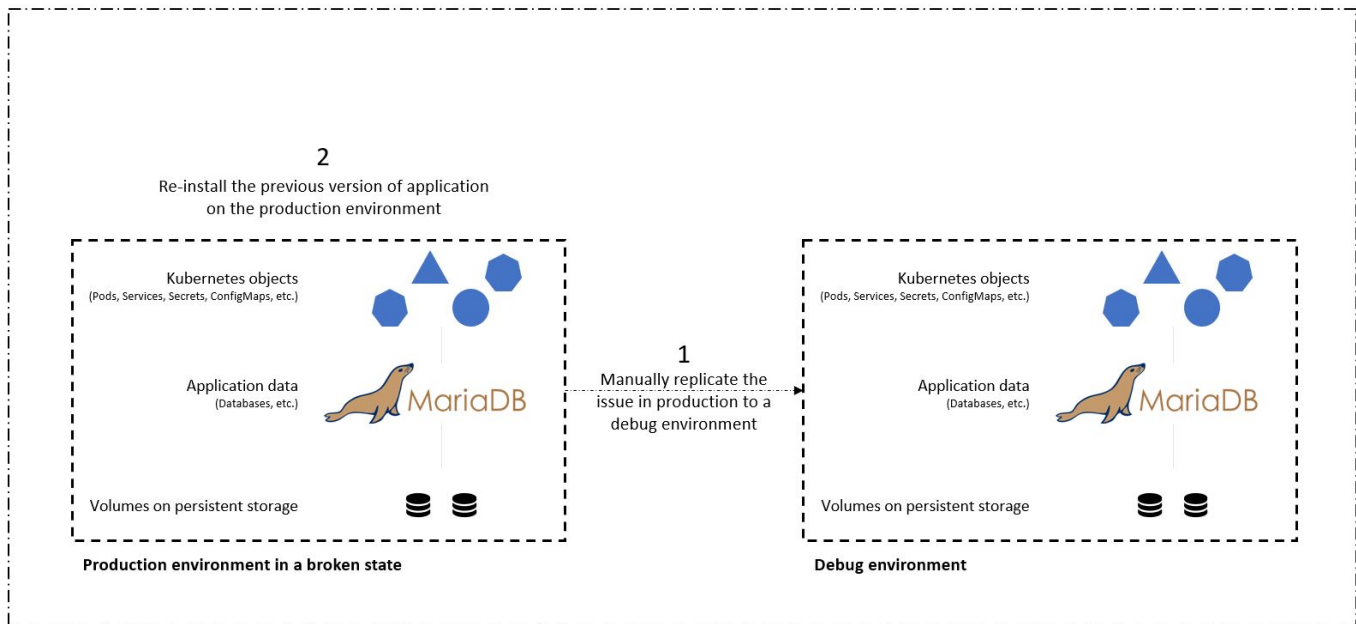 2
Re-install the previous version of application
on the production environment
Kubernetes objects
(Pods, Services, Secrets, ConfigMaps, etc.)
Application data
(Databases, etc.)
MariaDB
Volumes on persistent storage
Production environment in a broken state
1
Manually replicate the
issue in production to a
debug environment
Kubernetes objects
(Pods, Services, Secrets, ConfigMaps, etc.)
Application data
(Databases, etc.)
MariaDB
Volumes on persistent storage
Debug environment